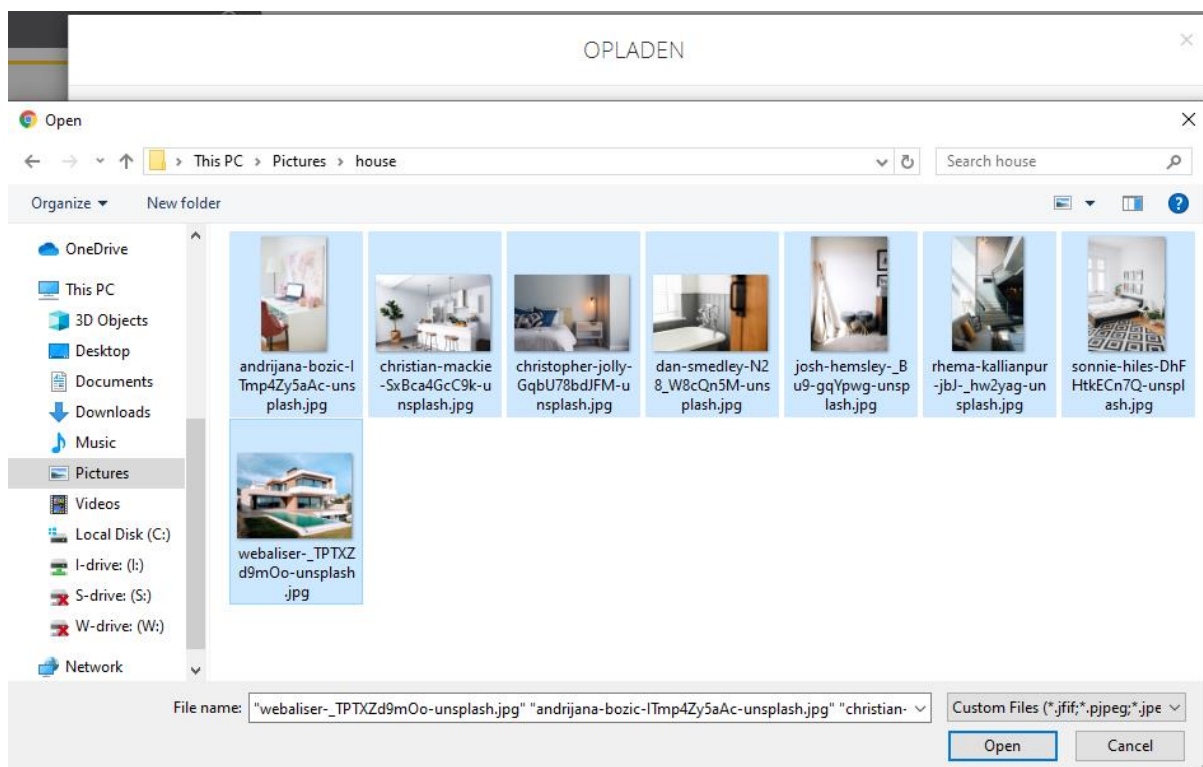 OPLADEN
Open
This PC > Pictures > house
Search house
Organize
New folder
OneDrive
This PC
3D Objects
Desktop
Documents
Downloads
Music
Pictures
Videos
Local Disk (C:)
I-drive: (I:)
S-drive: (S:)
W-drive: (W:)
Network
andrijana-bozic-l
Tmp4Zy5aAc-uns
plash.jpg
christian-mackie
-SxBca4GcC9k-u
nsplash.jpg
christopher-jolly-
GqbU78bdJFM-u
nsplash.jpg
dan-smedley-N2
8_W8cQn5M-uns
plash.jpg
josh-hemsley-_B
u9-gqYpwg-unsp
lash.jpg
rhema-kallianpur
-jbJ-_hw2yag-un
splash.jpg
sonnie-hiles-DhF
HtkECn7Q-unspl
ash.jpg
webaliser-_TPTXZ
d9mOo-unsplash
.jpg
File name:
"webaliser-_TPTXZd9mOo-unsplash.jpg" "andrijana-bozic-lTmp4Zy5aAc-unsplash.jpg" "christian-
Custom Files (*.jfif;*.pjpeg;*.jpe
Open
Cancel